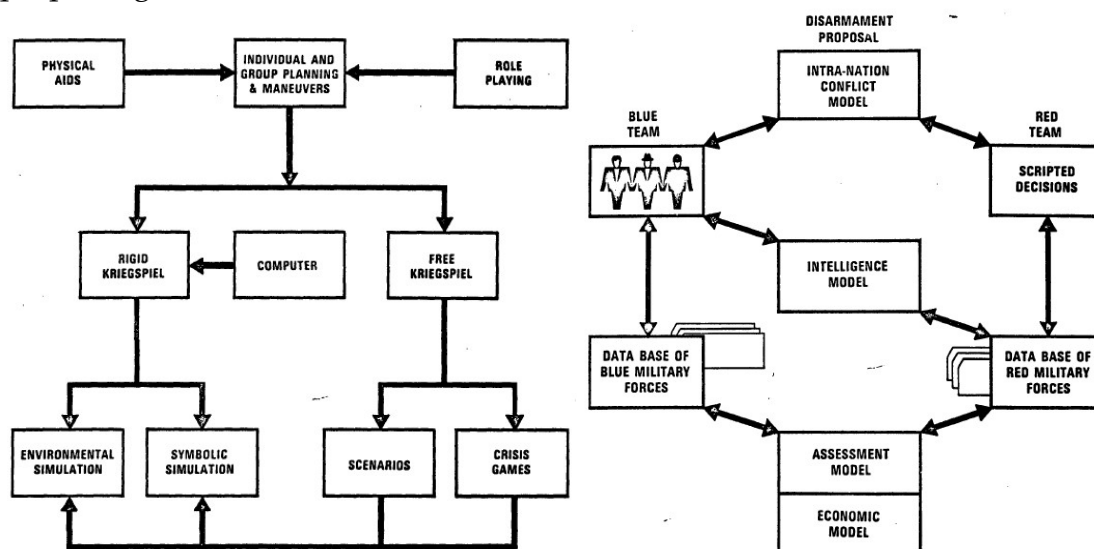 PHYSICAL
AIDS
INDIVIDUAL AND
GROUP PLANNING
& MANEUVERS
ROLE
PLAYING
RIGID
KRIEGSPIEL
COMPUTER
FREE
KRIEGSPIEL
ENVIRONMENTAL
SIMULATION
SYMBOLIC
SIMULATION
SCENARIOS
CRISIS
GAMES
DISARMAMENT
PROPOSAL
INTRA-NATION
CONFLICT
MODEL
BLUE
TEAM
RED
TEAM
SCRIPTED
DECISIONS
INTELLIGENCE
MODEL
DATA BASE OF
BLUE MILITARY
FORCES
DATA BASE OF
RED MILITARY
FORCES
ASSESSMENT
MODEL
ECONOMIC
MODEL